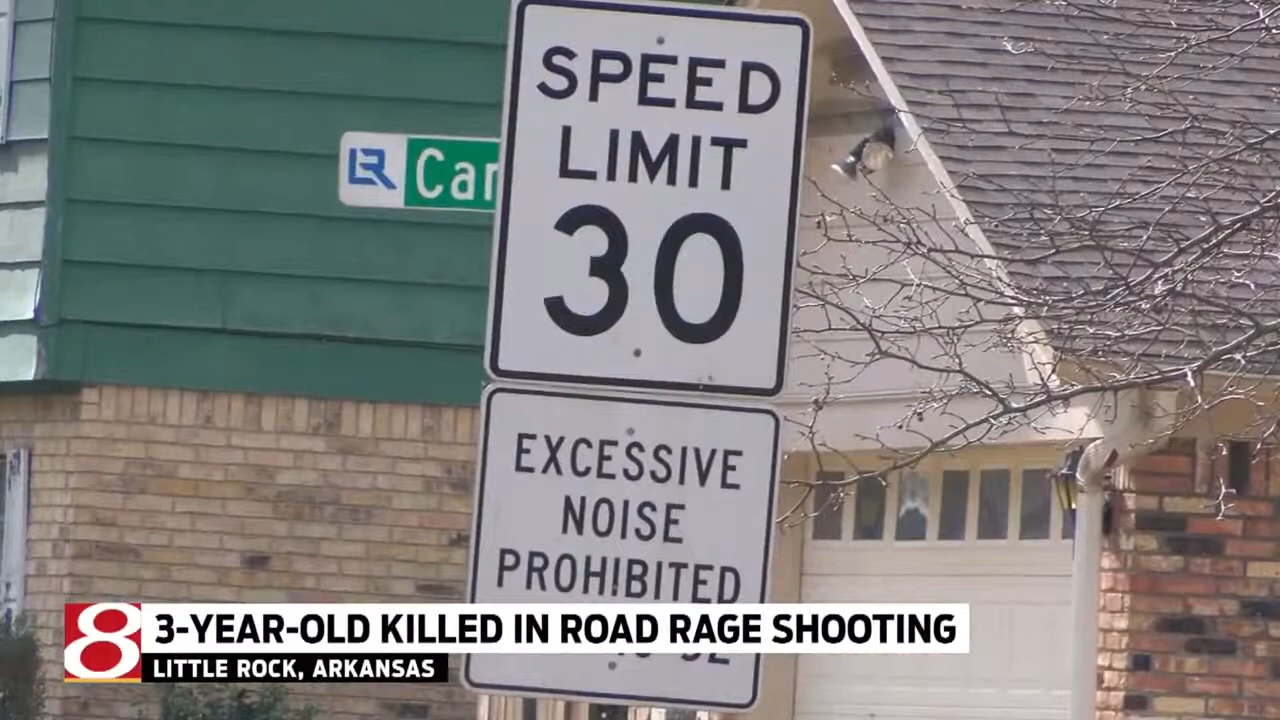 SPEED
LIMIT
30
LR Car
EXCESSIVE
NOISE
PROHIBITED
8 3-YEAR-OLD KILLED IN ROAD RAGE SHOOTING
LITTLE ROCK, ARKANSAS